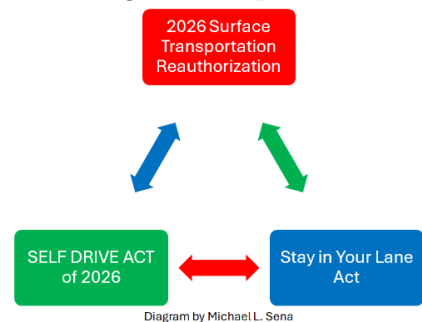 2026 Surface
Transportation
Reauthorization
SELF DRIVE ACT
of 2026
Stay in Your Lane
Act
Diagram by Michael L. Sena